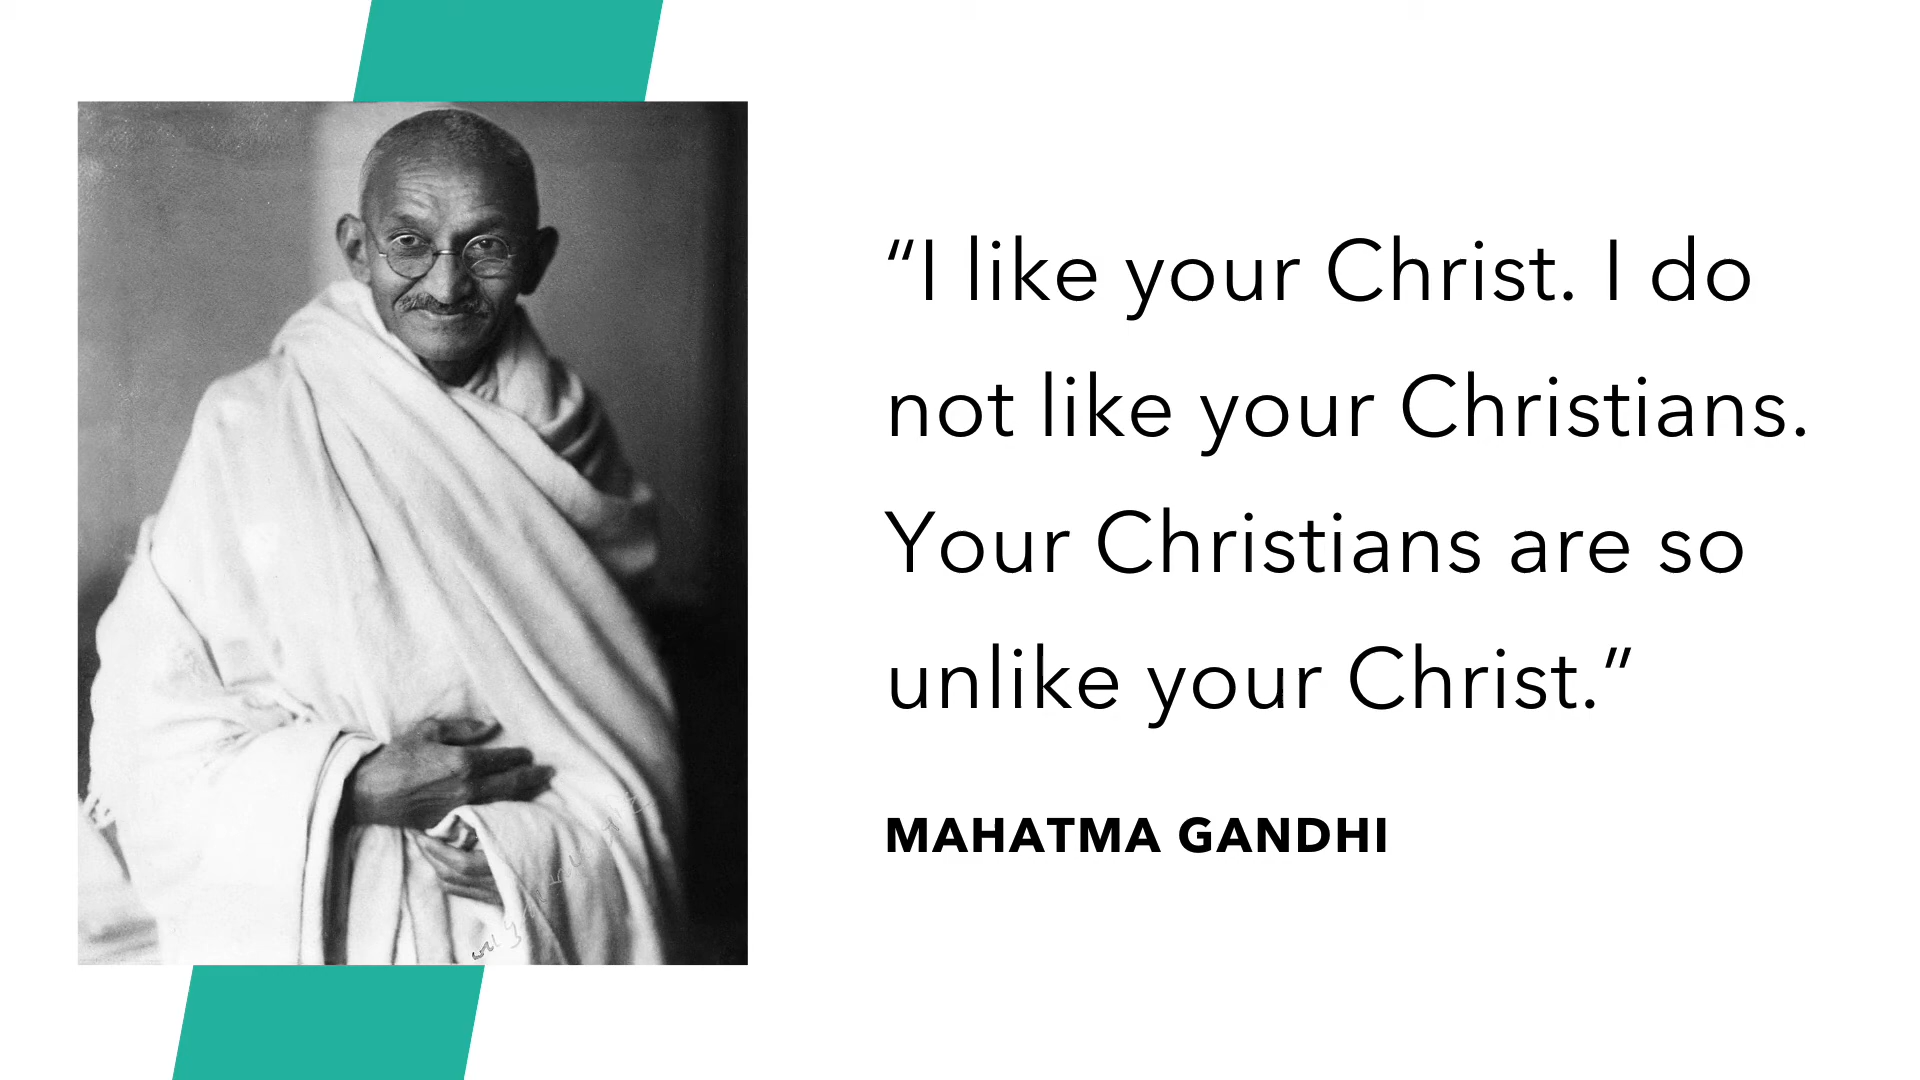 “I like your Christ. I do
not like your Christians.
Your Christians are so
unlike your Christ.”
MAHATMA GANDHI